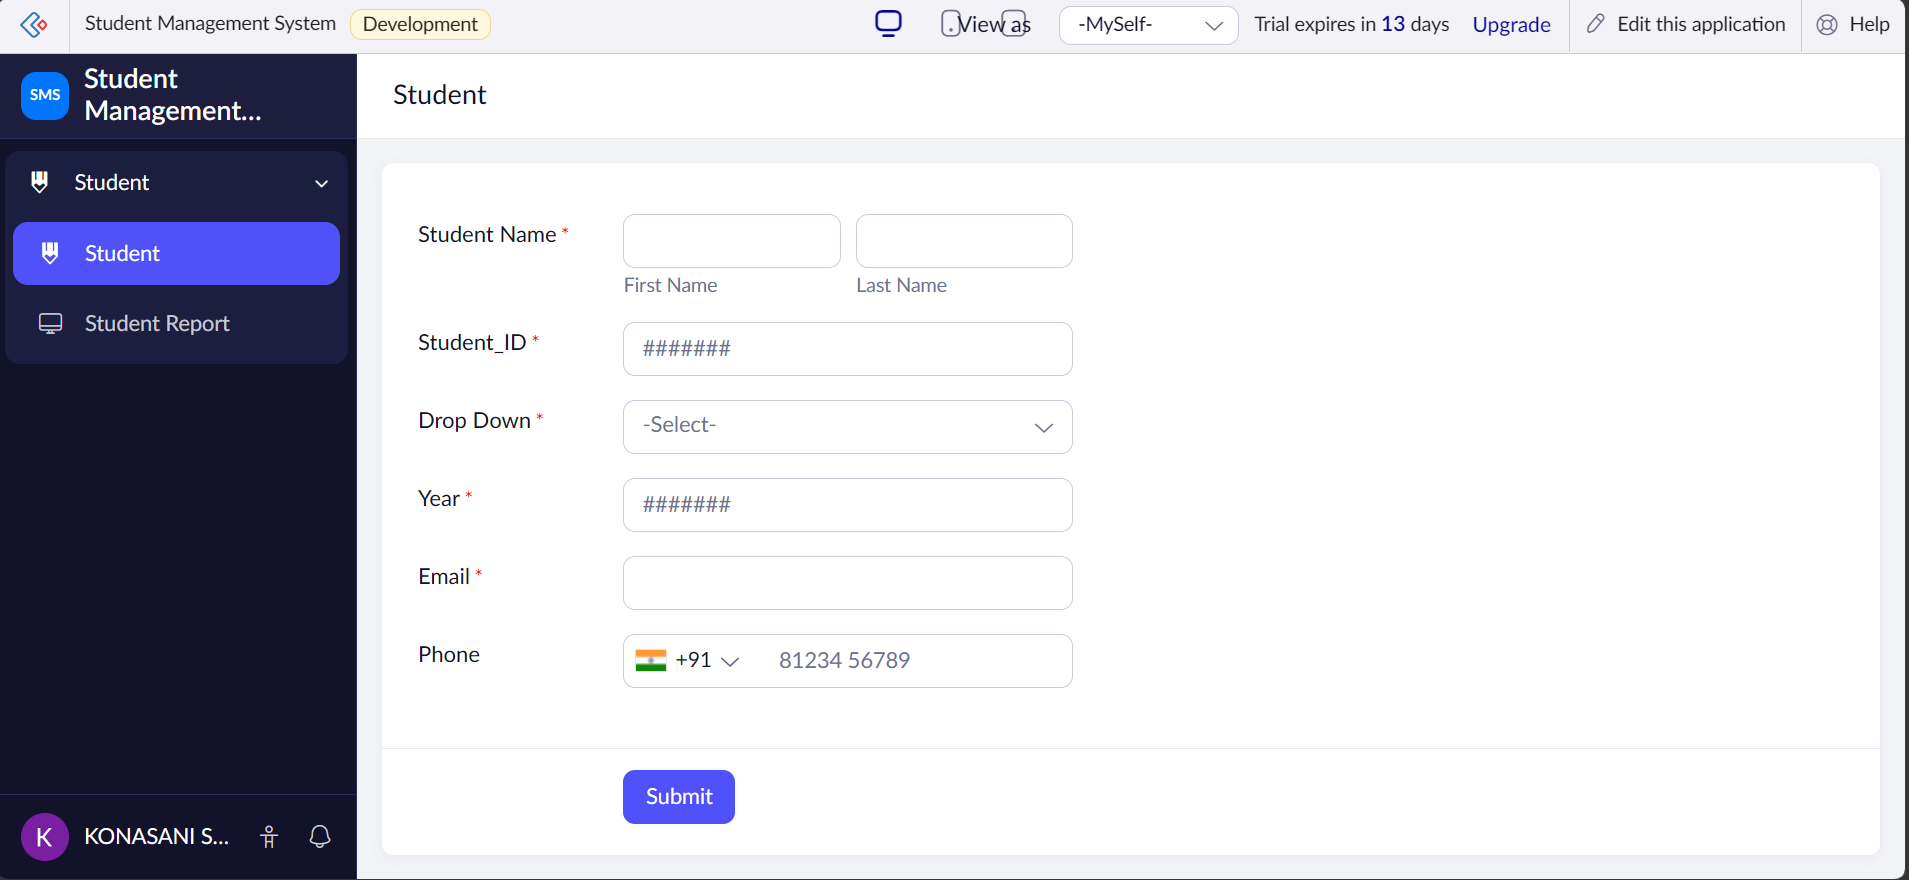 Student Management System Development View as -MySelf- Trial expires in 13 days Upgrade Edit this application Help
SMS Student Management...
Student
Student
Student Report
KONASANI S...
K
Student
Student Name *
First Name Last Name
Student_ID * #######
Drop Down * -Select-
Year * #######
Email *
Phone +91 81234 56789
Submit